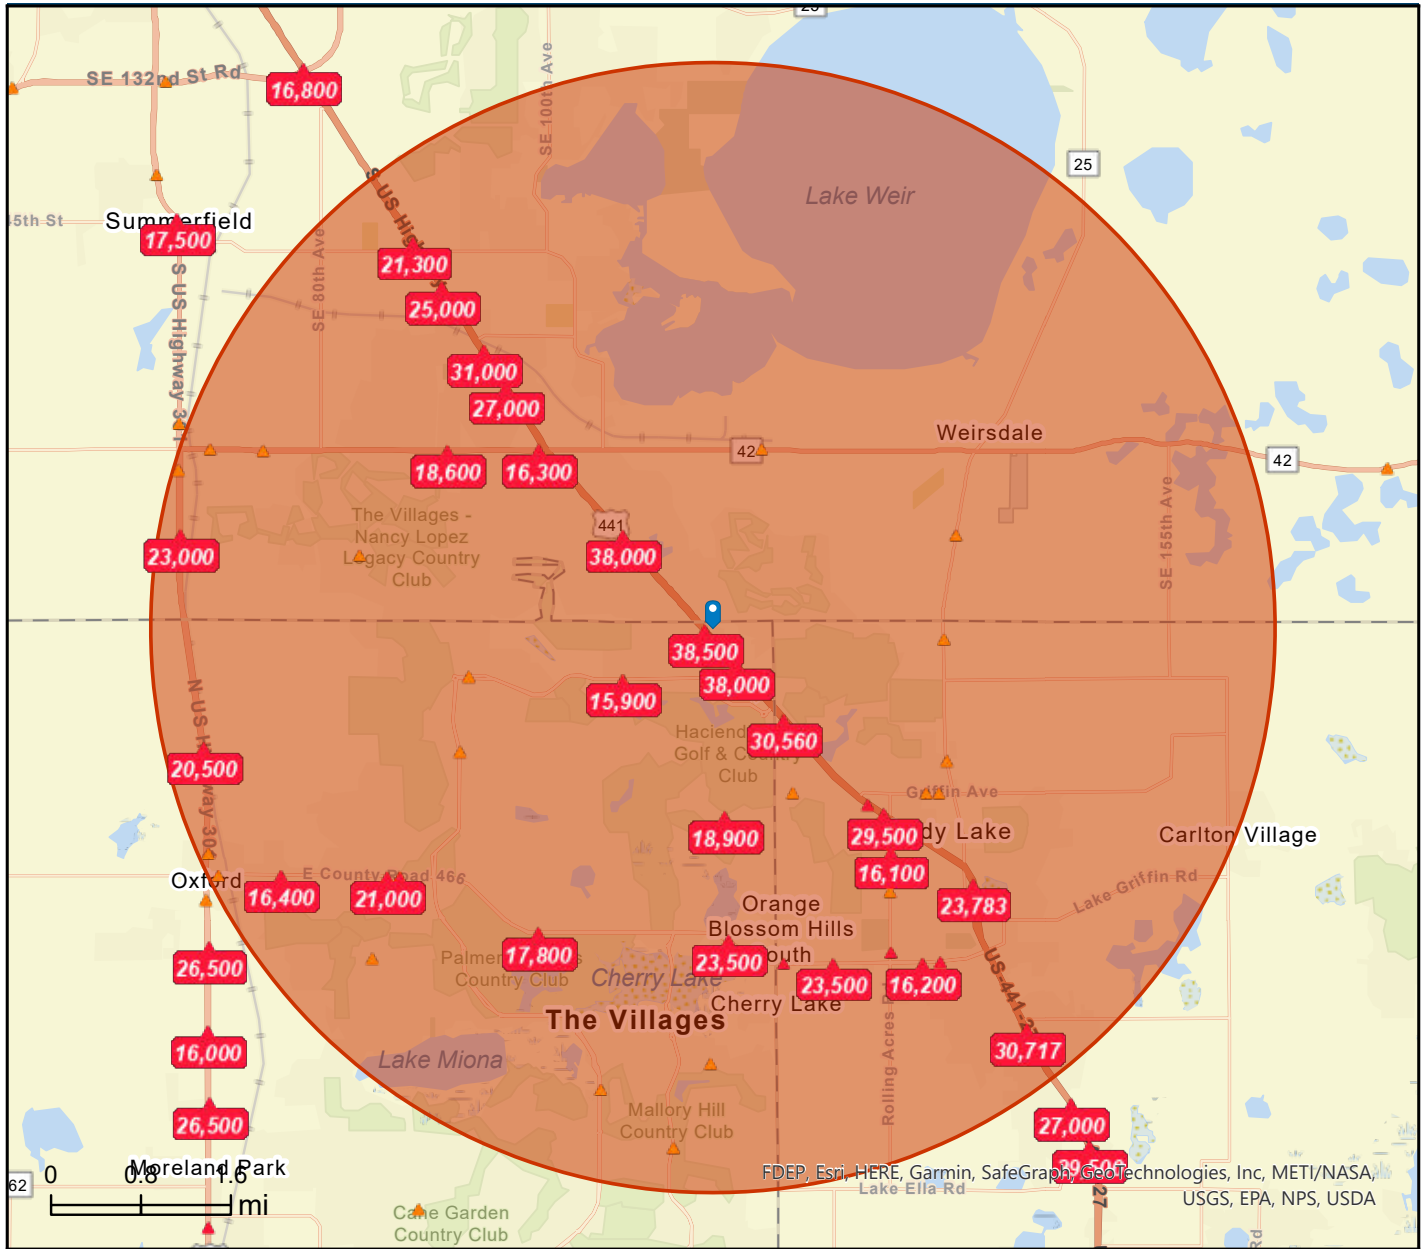 25
SE 132nd St Rd
16,800
SE 100th Ave
25
Lake Weir
45th St
Summerfield
17,500
S US Highway 301
SE 80th Ave
21,300
25,000
31,000
27,000
Weirsdale
42
42
18,600
16,300
SE 155th Ave
The Villages -
Nancy Lopez
Legacy Country
Club
441
38,000
23,000
38,500
38,000
15,900
N US Highway 301
30,560
Golf & Country
Club
20,500
Griffin Ave
18,900
29,500
dy Lake
Carlton Village
16,100
Oxford
E County Road 466
16,400
21,000
23,783
Lake Griffin Rd
Orange
Blossom Hills
outh
17,800
Country Club
23,500
Cherry Lake
23,500
16,200
26,500
US-441-27
Cherry Lake
The Villages
16,000
Lake Miona
30,717
Rolling Acres
26,500
Mallory Hill
Country Club
27,000
Moreland Park
0 0.8 1.6
mi
62
FDEP, Esri, HERE, Garmin, SafeGraph, GeoTechnologies, Inc, METI/NASA,
USGS, EPA, NPS, USDA
Lake Ella Rd
27
Cane Garden
Country Club
Rd